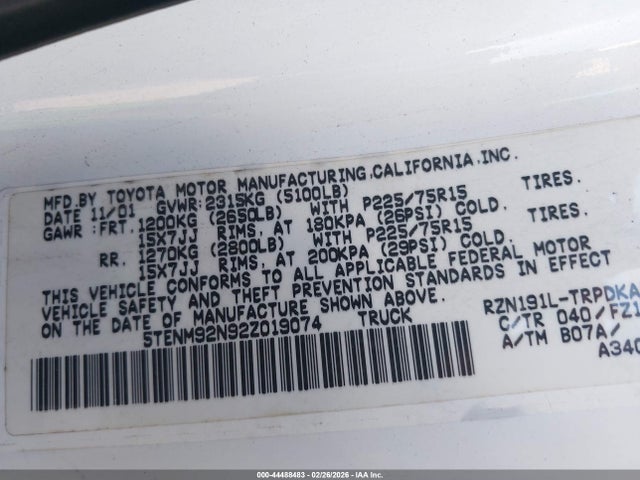 MFD.BY TOYOTA MOTOR MANUFACTURING,CALIFORNIA,INC.
DATE 11/01 GVWR:2315KG (5100LB)
GAWR :FRT. 1200KG (2650LB) WITH P225/75R15 TIRES.
15X7JJ RIMS, AT 180KPA (26PSI) COLD.
RR. 1270KG (2800LB) WITH P225/75R15 TIRES.
15X7JJ RIMS, AT 200KPA (29PSI) COLD.
THIS VEHICLE CONFORMS TO ALL APPLICABLE FEDERAL MOTOR
VEHICLE SAFETY AND THEFT PREVENTION STANDARDS IN EFFECT
ON THE DATE OF MANUFACTURE SHOWN ABOVE.
5TENM92N92Z019074 TRUCK
RZN191L-TRPDKA
C/TR 040/FZ1
A/TM B07A/
A340
000-44488483 - 02/26/2026 - IAA Inc.